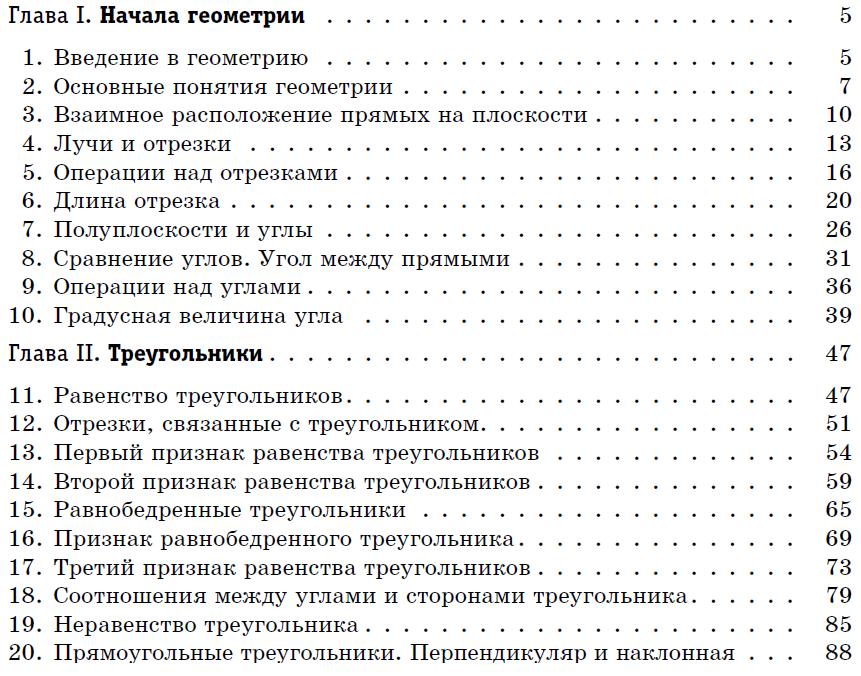 Глава I. Начала геометрии . . . . . . . . . . . . . . . . . . . . . . . . . 5
1. Введение в геометрию . . . . . . . . . . . . . . . . . . . . . . . . . 5
2. Основные понятия геометрии . . . . . . . . . . . . . . . . . . . . . 7
3. Взаимное расположение прямых на плоскости . . . . . . . . . . . 10
4. Лучи и отрезки . . . . . . . . . . . . . . . . . . . . . . . . . . . . . 13
5. Операции над отрезками . . . . . . . . . . . . . . . . . . . . . . . . 16
6. Длина отрезка . . . . . . . . . . . . . . . . . . . . . . . . . . . . . . 20
7. Полуплоскости и углы . . . . . . . . . . . . . . . . . . . . . . . . . 26
8. Сравнение углов. Угол между прямыми . . . . . . . . . . . . . . . 31
9. Операции над углами . . . . . . . . . . . . . . . . . . . . . . . . . . 36
10. Градусная величина угла . . . . . . . . . . . . . . . . . . . . . . . 39
Глава II. Треугольники . . . . . . . . . . . . . . . . . . . . . . . . . . . . 47
11. Равенство треугольников . . . . . . . . . . . . . . . . . . . . . . . . 47
12. Отрезки, связанные с треугольником. . . . . . . . . . . . . . . . . 51
13. Первый признак равенства треугольников . . . . . . . . . . . . . 54
14. Второй признак равенства треугольников . . . . . . . . . . . . . . 59
15. Равнобедренные треугольники . . . . . . . . . . . . . . . . . . . . 65
16. Признак равнобедренного треугольника . . . . . . . . . . . . . . . 69
17. Третий признак равенства треугольников . . . . . . . . . . . . . . 73
18. Соотношения между углами и сторонами треугольника . . . . . . 79
19. Неравенство треугольника . . . . . . . . . . . . . . . . . . . . . . . 85
20. Прямоугольные треугольники. Перпендикуляр и наклонная . . . 88